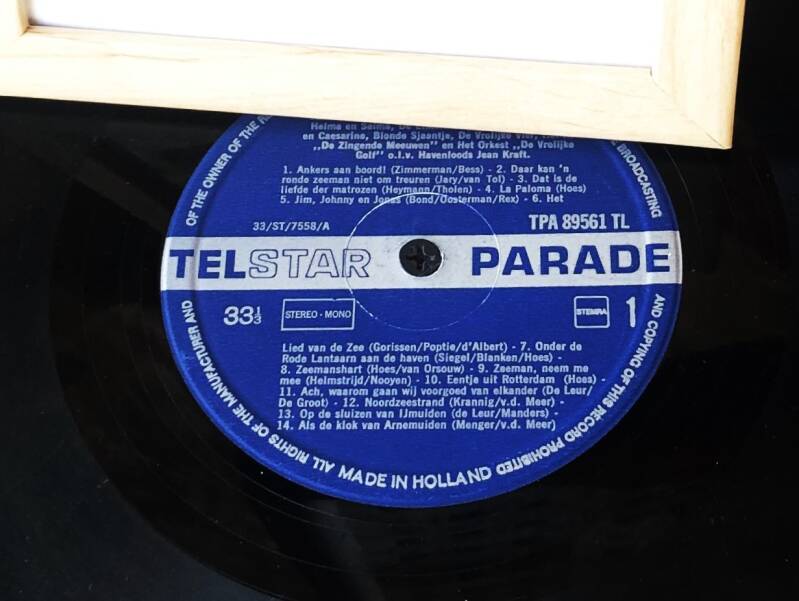 Helma en Selma, De
en Caesarino, Blonde Sjaantje, De Vrolijke Vier,
,,De Zingende Meeuwen" en Het Orkest ,,De Vrolijke
Golf" o.l.v. Havenloods Jean Kraft.
1. Ankers aan boord! (Zimmerman/Bess) - 2. Daar kan 'n
ronde zeeman niet om treuren (Jary/van Tol) - 3. Dat is de
liefde der matrozen (Heymann/Tholen) - 4. La Paloma (Hoes)
5. Jim, Johnny en Jonas (Bond/Oosterman/Rex) - 6. Het
33/ST/7558/A
TPA 89561 TL
TELSTAR PARADE
33⅓
STEREO - MONO
STEMRA
1
Lied van de Zee (Gorissen/Poptie/d'Albert) - 7. Onder de
Rode Lantaarn aan de haven (Siegel/Blanken/Hoes) -
8. Zeemanshart (Hoes/van Orsouw) - 9. Zeeman, neem me
mee (Helmstrijd/Nooyen) - 10. Eentje uit Rotterdam (Hoes) -
11. Ach, waarom gaan wij voorgoed van elkander (De Leur/
De Groot) - 12. Noordzeestrand (Krannig/v.d. Meer) -
13. Op de sluizen van IJmuiden (de Leur/Manders) -
14. Als de klok van Arnemuiden (Menger/v.d. Meer)
MADE IN HOLLAND
ALL RIGHTS OF THE MANUFACTURER AND
OF THE OWNER OF THE
BROADCASTING
AND COPYING OF THIS RECORD PROHIBITED